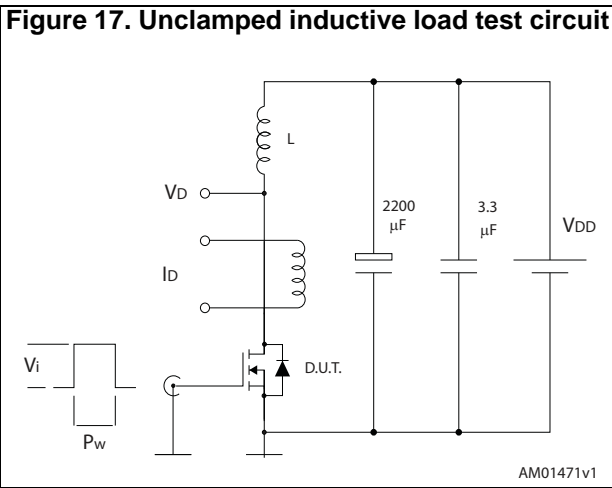 Figure 17. Unclamped inductive load test circuit
L
VD
2200
μF
3.3
μF
VDD
ID
Vi
D.U.T.
Pw
AM01471v1